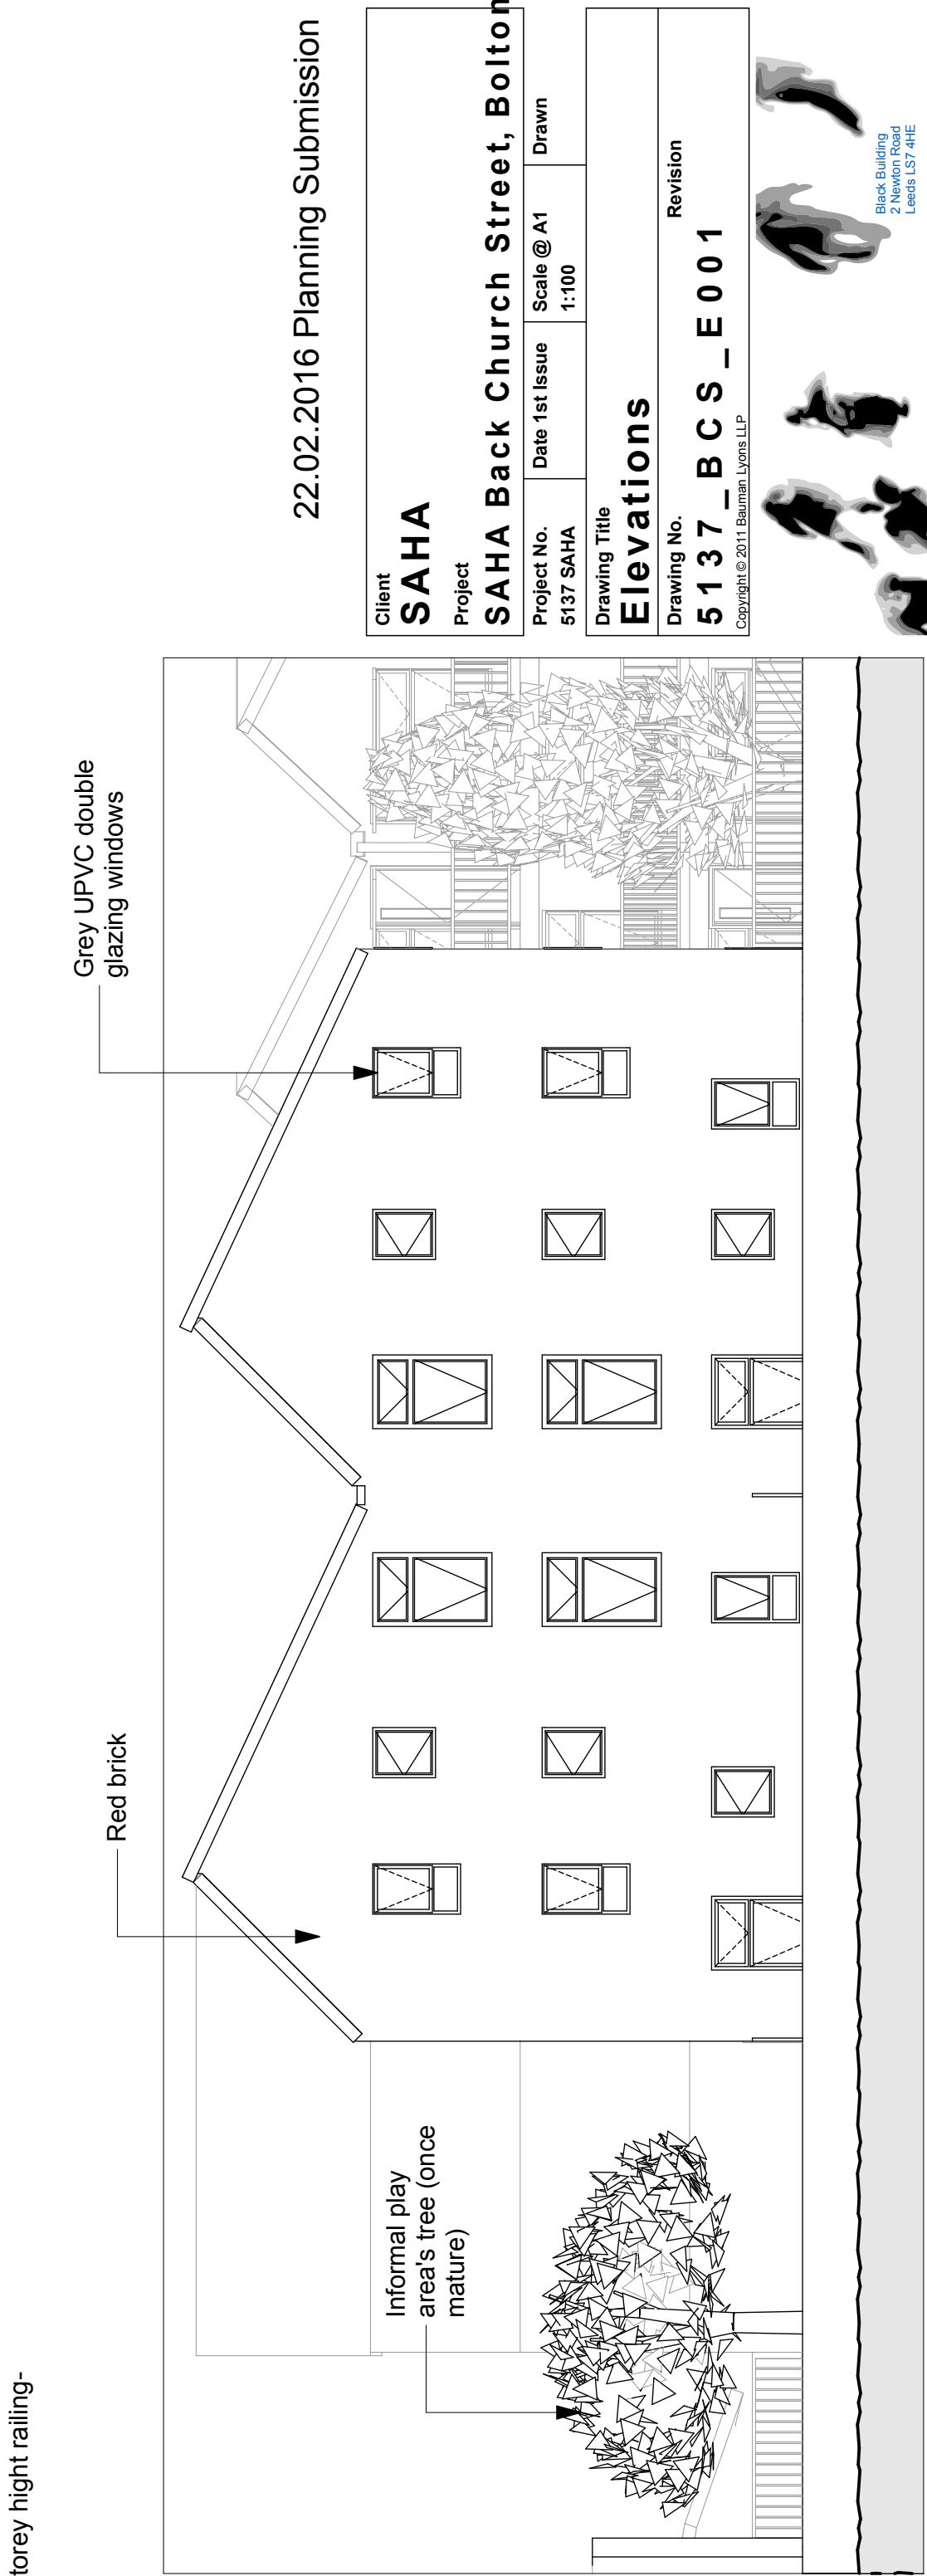 torey hight railing-
Red brick
Grey UPVC double
glazing windows
Informal play
area's tree (once
mature)
22.02.2016 Planning Submission
Client
SAHA
Project
SAHA Back Church Street, Bolton
Project No.
5137 SAHA
Date 1st Issue
Scale @ A1
1:100
Drawn
Drawing Title
Elevations
Drawing No.
Revision
5137_BCS_E001
Copyright © 2011 Bauman Lyons LLP
Black Building
2 Newton Road
Leeds LS7 4HE